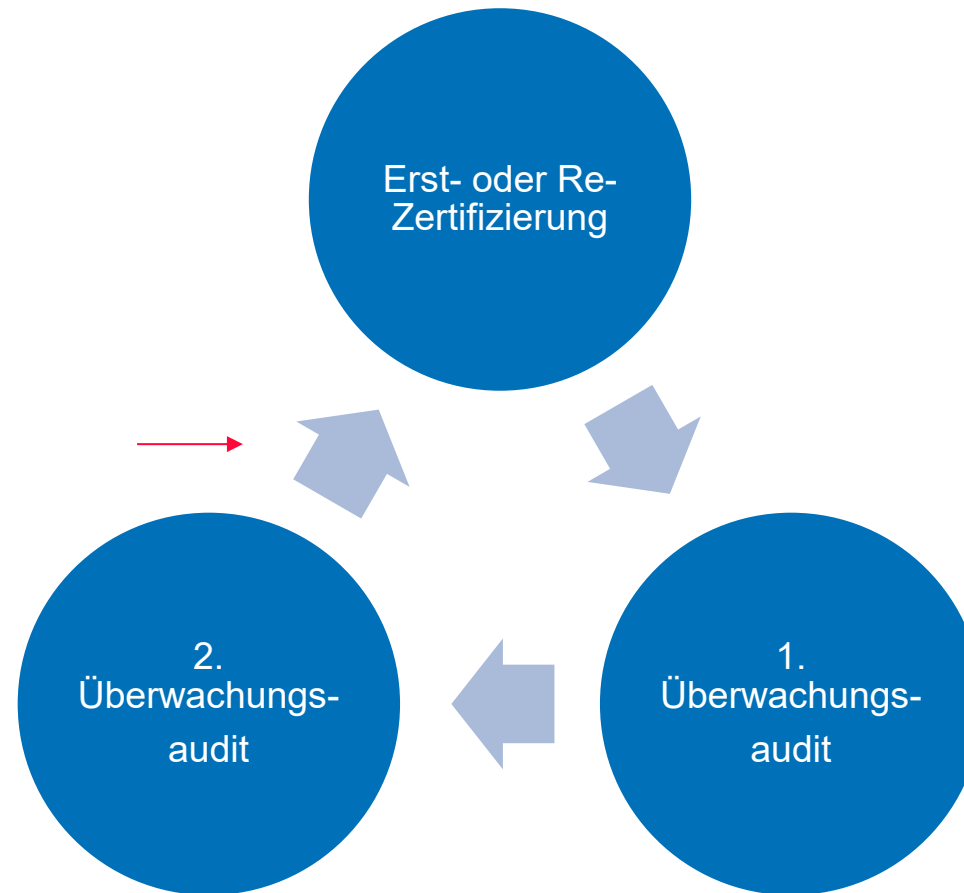 Erst- oder Re-
Zertifizierung
2.
Überwachungs-
audit
1.
Überwachungs-
audit